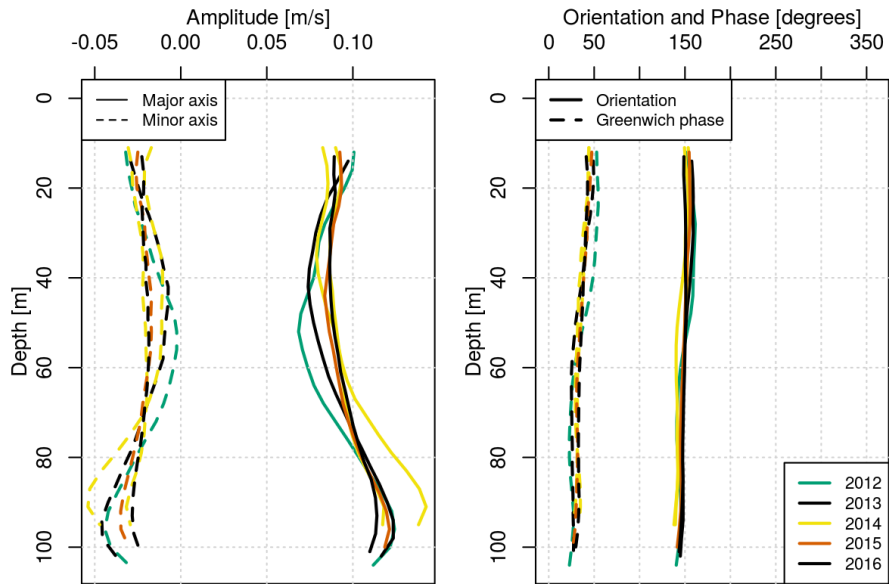 Amplitude [m/s]
-0.05 0.00 0.05 0.10
Depth [m]
0
20
40
60
80
100
Major axis
Minor axis
Orientation and Phase [degrees]
0 50 150 250 350
Depth [m]
0
20
40
60
80
100
Orientation
Greenwich phase
2012
2013
2014
2015
2016